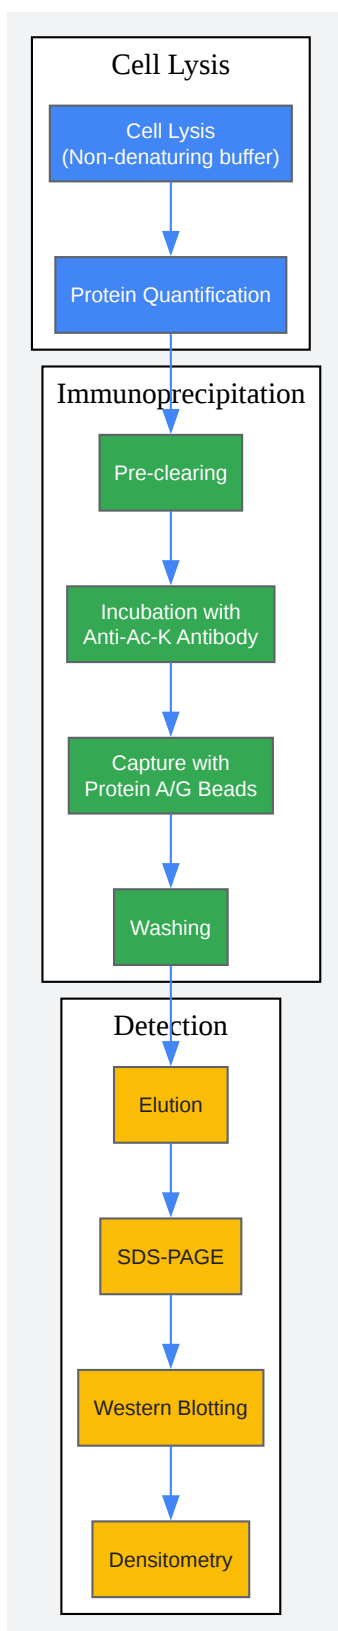 Cell Lysis
Cell Lysis
(Non-denaturing buffer)
Protein Quantification
Immunoprecipitation
Pre-clearing
Incubation with
Anti-Ac-K Antibody
Capture with
Protein A/G Beads
Washing
Detection
Elution
SDS-PAGE
Western Blotting
Densitometry